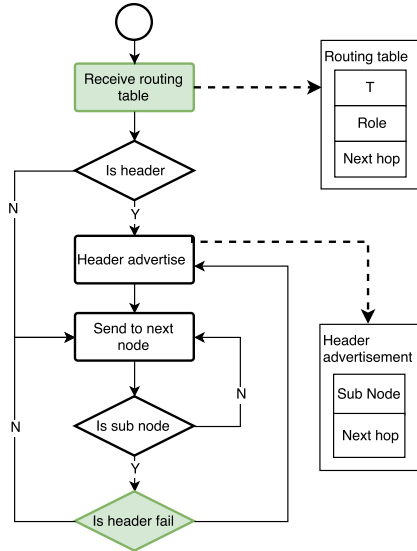 Receive routing
table
Routing table
T
Role
Next hop
Is header
N
Y
Header advertise
Send to next
node
Header
advertisement
Sub Node
Next hop
N
Is sub node
N
Y
Is header fail